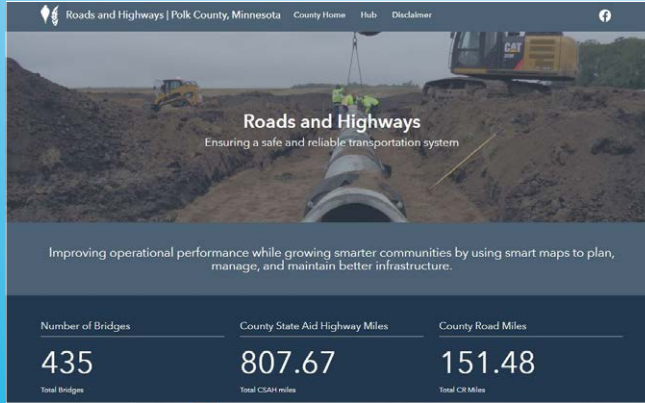 Roads and Highways | Polk County, Minnesota County Home Hub Disclaimer
CAT
Roads and Highways
Ensuring a safe and reliable transportation system
Improving operational performance while growing smarter communities by using smart maps to plan,
manage, and maintain better infrastructure.
Number of Bridges County State Aid Highway Miles County Road Miles
435 807.67 151.48
Total Bridges Total CSAH miles Total CR Miles